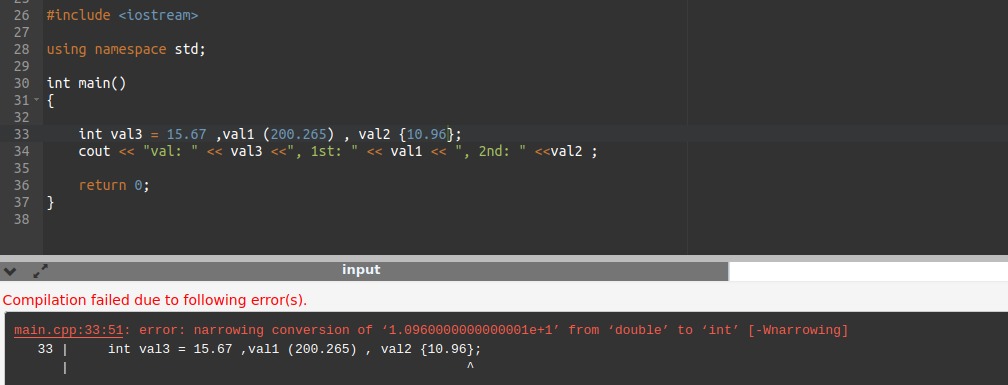 25
26 #include <iostream>
27
28 using namespace std;
29
30 int main()
31 {
32
33 int val3 = 15.67 ,val1 (200.265) , val2 {10.96};
34 cout << "val: " << val3 <<", 1st: " << val1 << ", 2nd: " <<val2 ;
35
36 return 0;
37 }
38
input
Compilation failed due to following error(s).
main.cpp:33:51: error: narrowing conversion of ‘1.0960000000000001e+1’ from ‘double’ to ‘int’ [-Wnarrowing]
33 | int val3 = 15.67 ,val1 (200.265) , val2 {10.96};
| ^